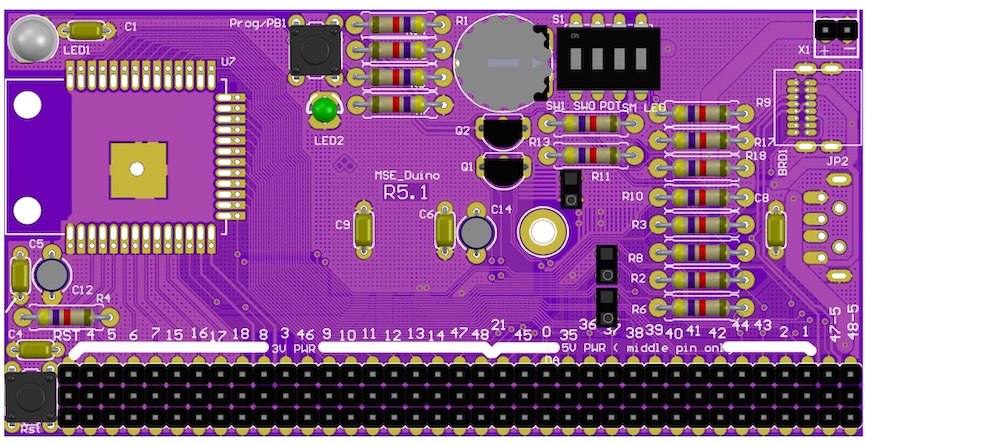 Prog/PB1
R1
S1
C1
LED1
ON
X1
+ -
U7
SW1 SW0 POT SM LED
R9
Q2
R13
R17
LED2
R18
BRD1
JP2
Q1
R11
MSE_Duino
R5.1
R10
C8
C9
C6
C14
R3
C5
R8
C12
R2
R4
R6
RST 4 5 6 7 15 16 17 18 8 3 46 9 10 11 12 13 14 47 48 21 45 0 35 36 37 38 39 40 41 42 44 43 2 1 47-5 48-5
C4
3V PWR
5V PWR ( middle pin only
Rst